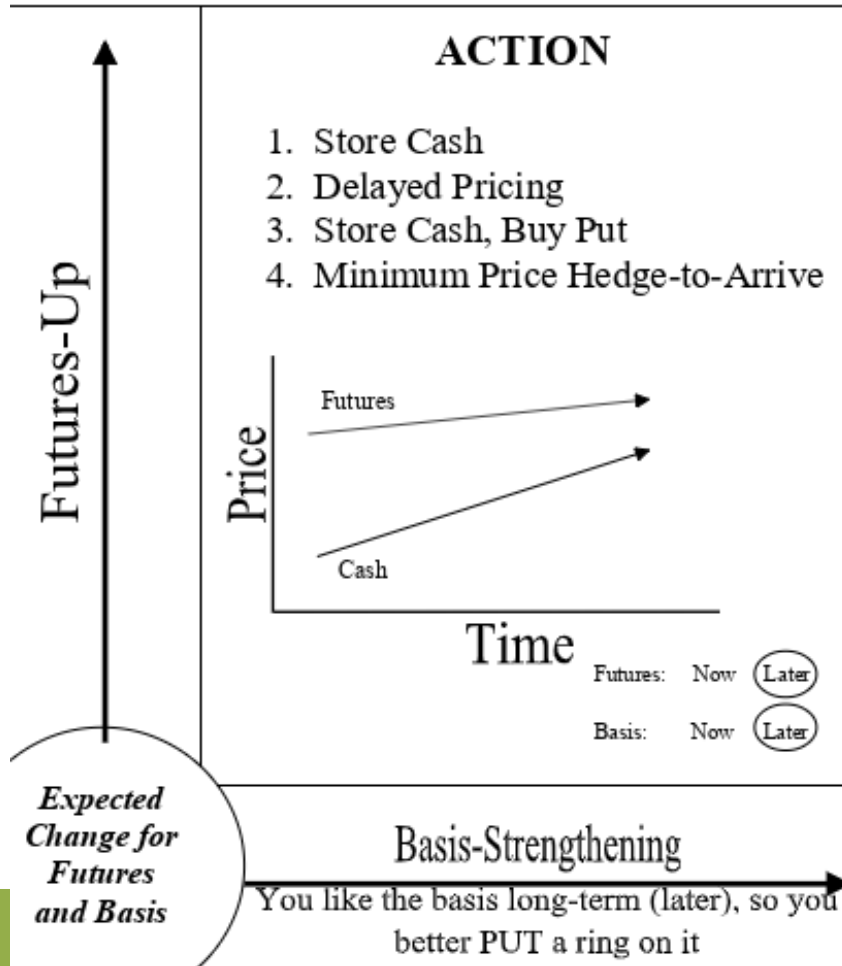 ACTION
1. Store Cash
2. Delayed Pricing
3. Store Cash, Buy Put
4. Minimum Price Hedge-to-Arrive
Futures-Up
Futures
Price
Cash
Time
Futures: Now Later
Basis: Now Later
Expected
Change for
Futures
and Basis
Basis-Strengthening
You like the basis long-term (later), so you
better PUT a ring on it